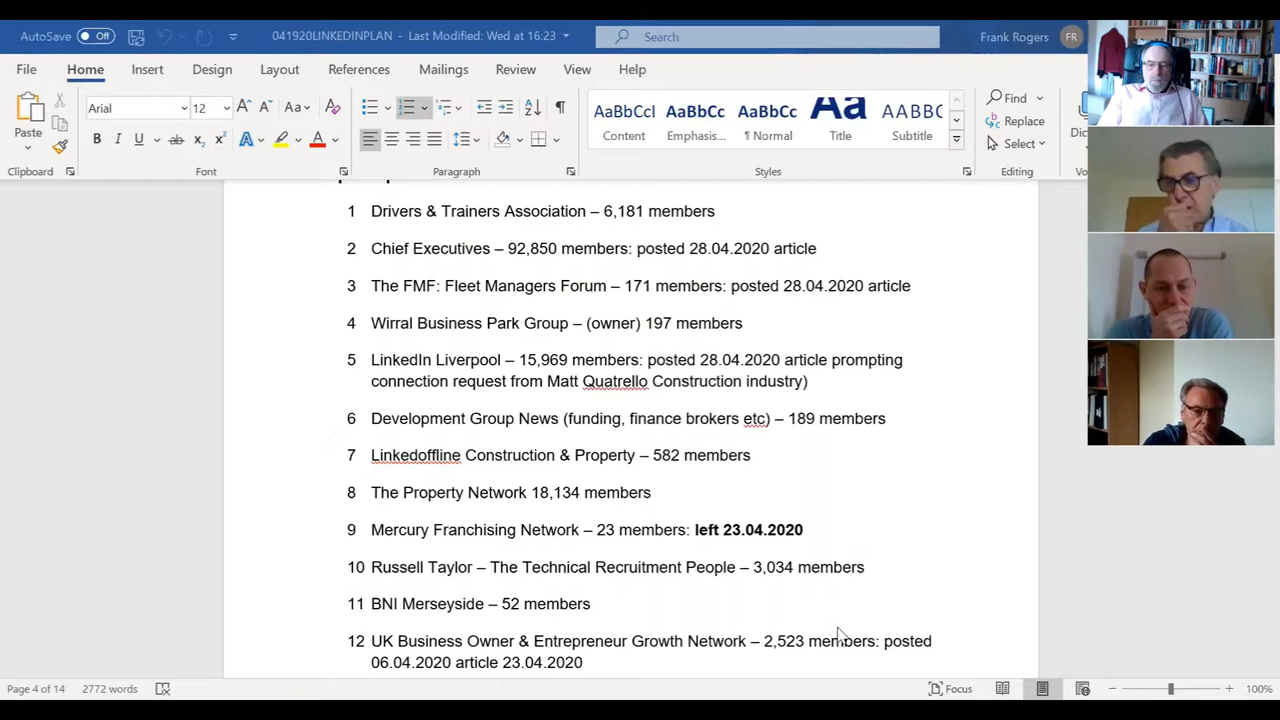 AutoSave Off 041920LINKEDINPLAN - Last Modified: Wed at 16:23 Search Frank Rogers FR
File Home Insert Design Layout References Mailings Review View Help
Arial 12 Aa
Paste
B I U ab x₂ x² A A
AaBbCcI AaBbCc AaBbCc Aa AABBC
Content Emphasis... ¶ Normal Title Subtitle
Find
Replace
Select
Dic
Clipboard Font Paragraph Styles Editing Vo
1 Drivers & Trainers Association – 6,181 members
2 Chief Executives – 92,850 members: posted 28.04.2020 article
3 The FMF: Fleet Managers Forum – 171 members: posted 28.04.2020 article
4 Wirral Business Park Group – (owner) 197 members
5 LinkedIn Liverpool – 15,969 members: posted 28.04.2020 article prompting
connection request from Matt Quatrello Construction industry)
6 Development Group News (funding, finance brokers etc) – 189 members
7 Linkedoffline Construction & Property – 582 members
8 The Property Network 18,134 members
9 Mercury Franchising Network – 23 members: left 23.04.2020
10 Russell Taylor – The Technical Recruitment People – 3,034 members
11 BNI Merseyside – 52 members
12 UK Business Owner & Entrepreneur Growth Network – 2,523 members: posted
06.04.2020 article 23.04.2020
Page 4 of 14 2772 words Focus 100%